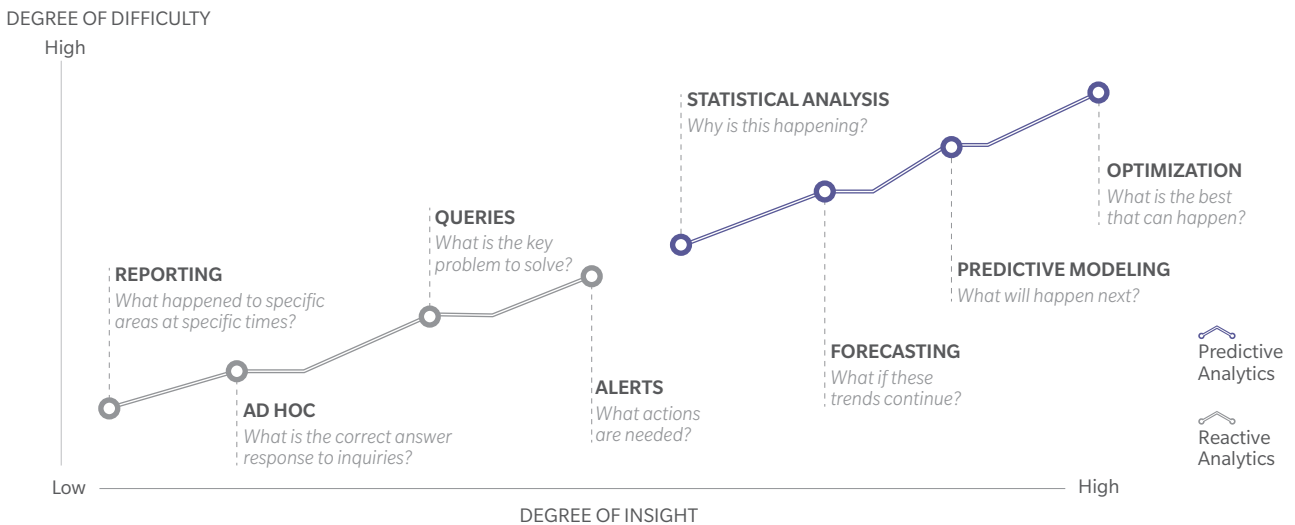 DEGREE OF DIFFICULTY
High
STATISTICAL ANALYSIS
Why is this happening?
OPTIMIZATION
What is the best
that can happen?
QUERIES
What is the key
problem to solve?
REPORTING
What happened to specific
areas at specific times?
PREDICTIVE MODELING
What will happen next?
FORECASTING
What if these
trends continue?
ALERTS
What actions
are needed?
AD HOC
What is the correct answer
response to inquiries?
Predictive
Analytics
Reactive
Analytics
Low
High
DEGREE OF INSIGHT